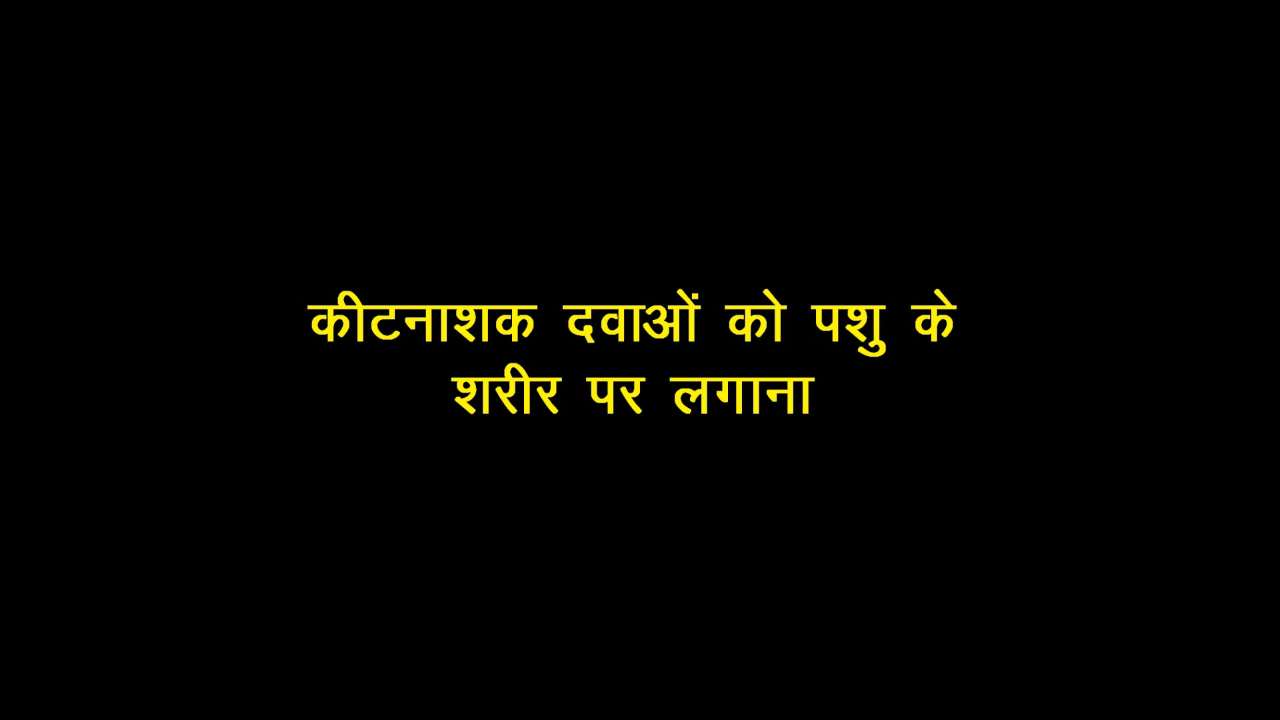 कीटनाशक दवाओं को पशु के
शरीर पर लगाना